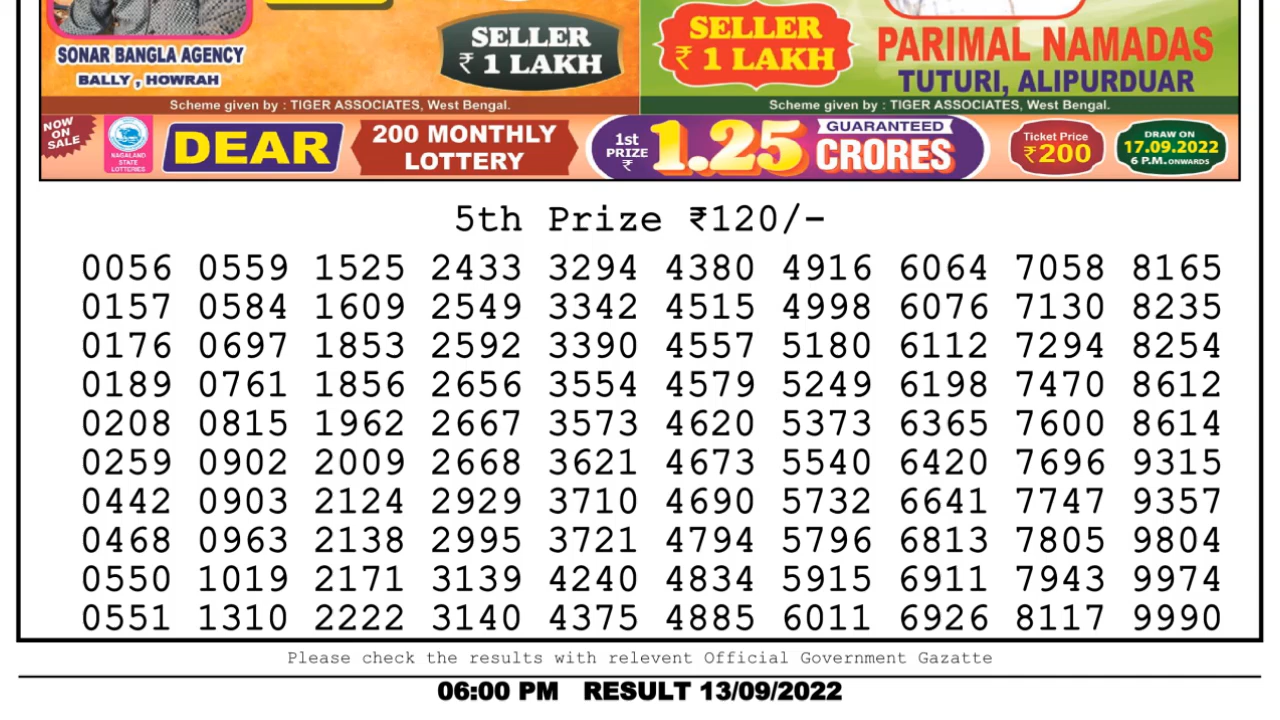 SONAR BANGLA AGENCY
BALLY , HOWRAH
SELLER
₹ 1 LAKH
SELLER
₹ 1 LAKH
PARIMAL NAMADAS
TUTURI, ALIPURDUAR
Scheme given by : TIGER ASSOCIATES, West Bengal.
Scheme given by : TIGER ASSOCIATES, West Bengal.
NOW
ON
SALE
NAGALAND
STATE
LOTTERIES
DEAR
200 MONTHLY
LOTTERY
1st
PRIZE
₹
1.25
GUARANTEED
CRORES
Ticket Price
₹200
DRAW ON
17.09.2022
6 P.M. ONWARDS
5th Prize ₹120/-
0056 0559 1525 2433 3294 4380 4916 6064 7058 8165
0157 0584 1609 2549 3342 4515 4998 6076 7130 8235
0176 0697 1853 2592 3390 4557 5180 6112 7294 8254
0189 0761 1856 2656 3554 4579 5249 6198 7470 8612
0208 0815 1962 2667 3573 4620 5373 6365 7600 8614
0259 0902 2009 2668 3621 4673 5540 6420 7696 9315
0442 0903 2124 2929 3710 4690 5732 6641 7747 9357
0468 0963 2138 2995 3721 4794 5796 6813 7805 9804
0550 1019 2171 3139 4240 4834 5915 6911 7943 9974
0551 1310 2222 3140 4375 4885 6011 6926 8117 9990
Please check the results with relevent Official Government Gazatte
06:00 PM RESULT 13/09/2022